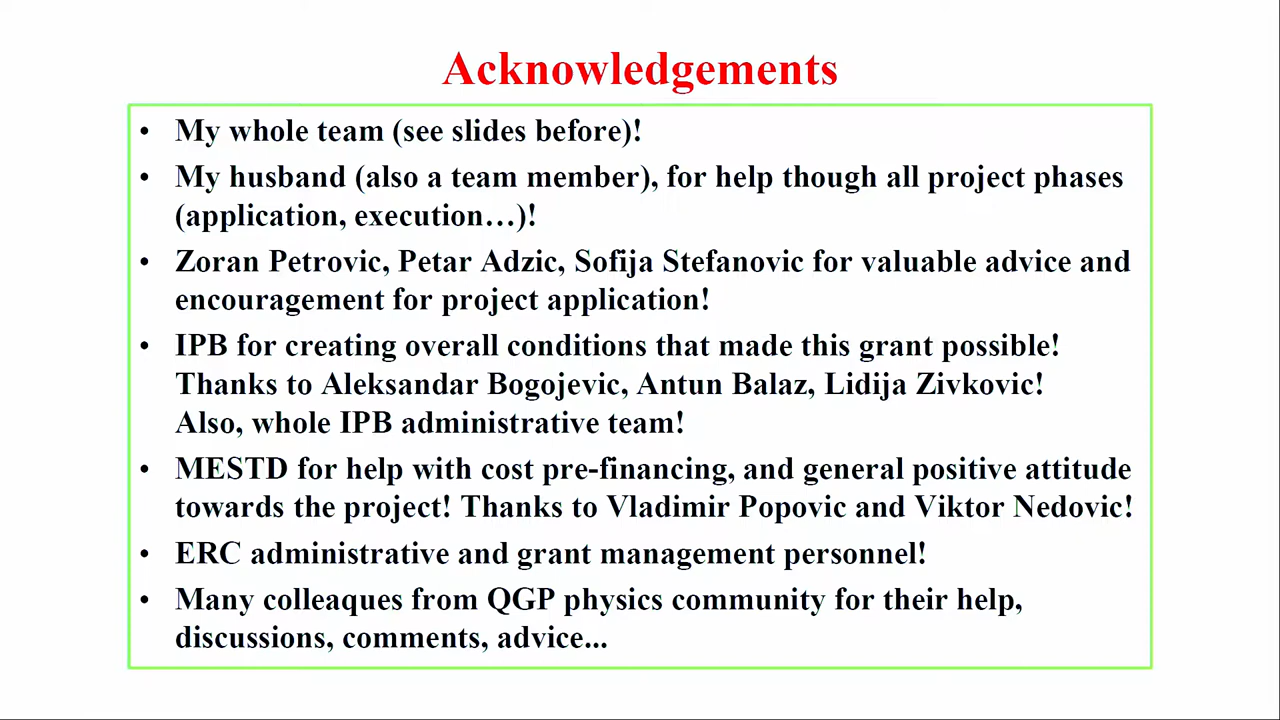 Acknowledgements
• My whole team (see slides before)!
• My husband (also a team member), for help though all project phases
(application, execution…)!
• Zoran Petrovic, Petar Adzic, Sofija Stefanovic for valuable advice and
encouragement for project application!
• IPB for creating overall conditions that made this grant possible!
Thanks to Aleksandar Bogojevic, Antun Balaz, Lidija Zivkovic!
Also, whole IPB administrative team!
• MESTD for help with cost pre-financing, and general positive attitude
towards the project! Thanks to Vladimir Popovic and Viktor Nedovic!
• ERC administrative and grant management personnel!
• Many colleaques from QGP physics community for their help,
discussions, comments, advice...